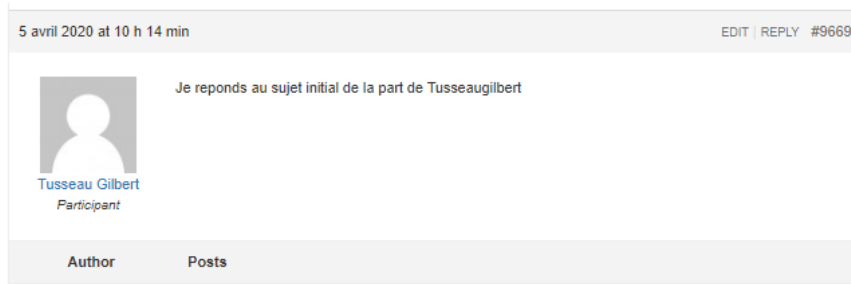 5 avril 2020 at 10 h 14 min EDIT | REPLY #9669
Je reponds au sujet initial de la part de Tusseaugilbert
Tusseau Gilbert
Participant
Author Posts